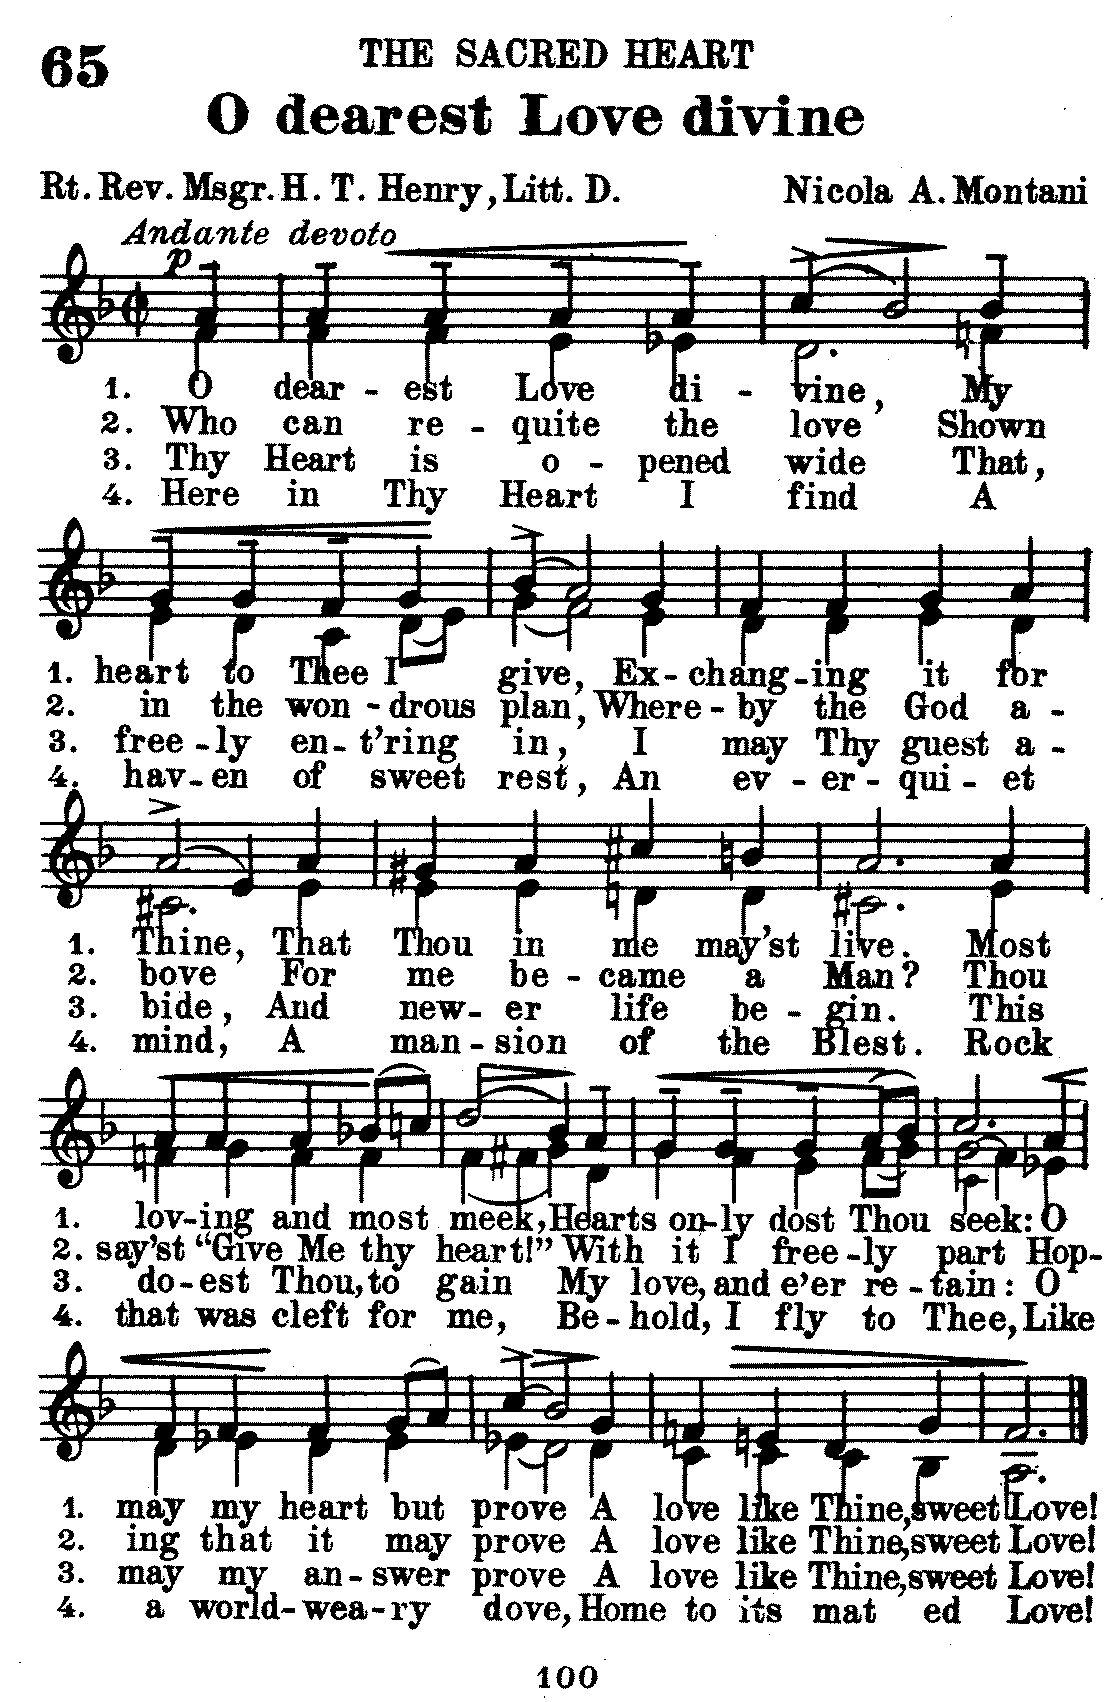 65
THE SACRED HEART
O dearest Love divine
Rt. Rev. Msgr. H. T. Henry, Litt. D. Nicola A. Montani
Andante devoto
p
1. O dear - est Love di - vine, My
2. Who can re - quite the love Shown
3. Thy Heart is o - pened wide That,
4. Here in Thy Heart I find A
1. heart to Thee I give, Ex - chang - ing it for
2. in the won - drous plan, Where - by the God a -
3. free - ly en - t'ring in, I may Thy guest a -
4. hav - en of sweet rest, An ev - er - qui - et
1. Thine, That Thou in me may'st live. Most
2. bove For me be - came a Man? Thou
3. bide, And new - er life be - gin. This
4. mind, A man - sion of the Blest. Rock
1. lov - ing and most meek, Hearts on - ly dost Thou seek: O
2. say'st "Give Me thy heart!" With it I free - ly part Hop -
3. do - est Thou, to gain My love, and e'er re - tain: O
4. that was cleft for me, Be - hold, I fly to Thee, Like
1. may my heart but prove A love like Thine, sweet Love!
2. ing that it may prove A love like Thine, sweet Love!
3. may my an - swer prove A love like Thine, sweet Love!
4. a world - wea - ry dove, Home to its mat ed Love!
100